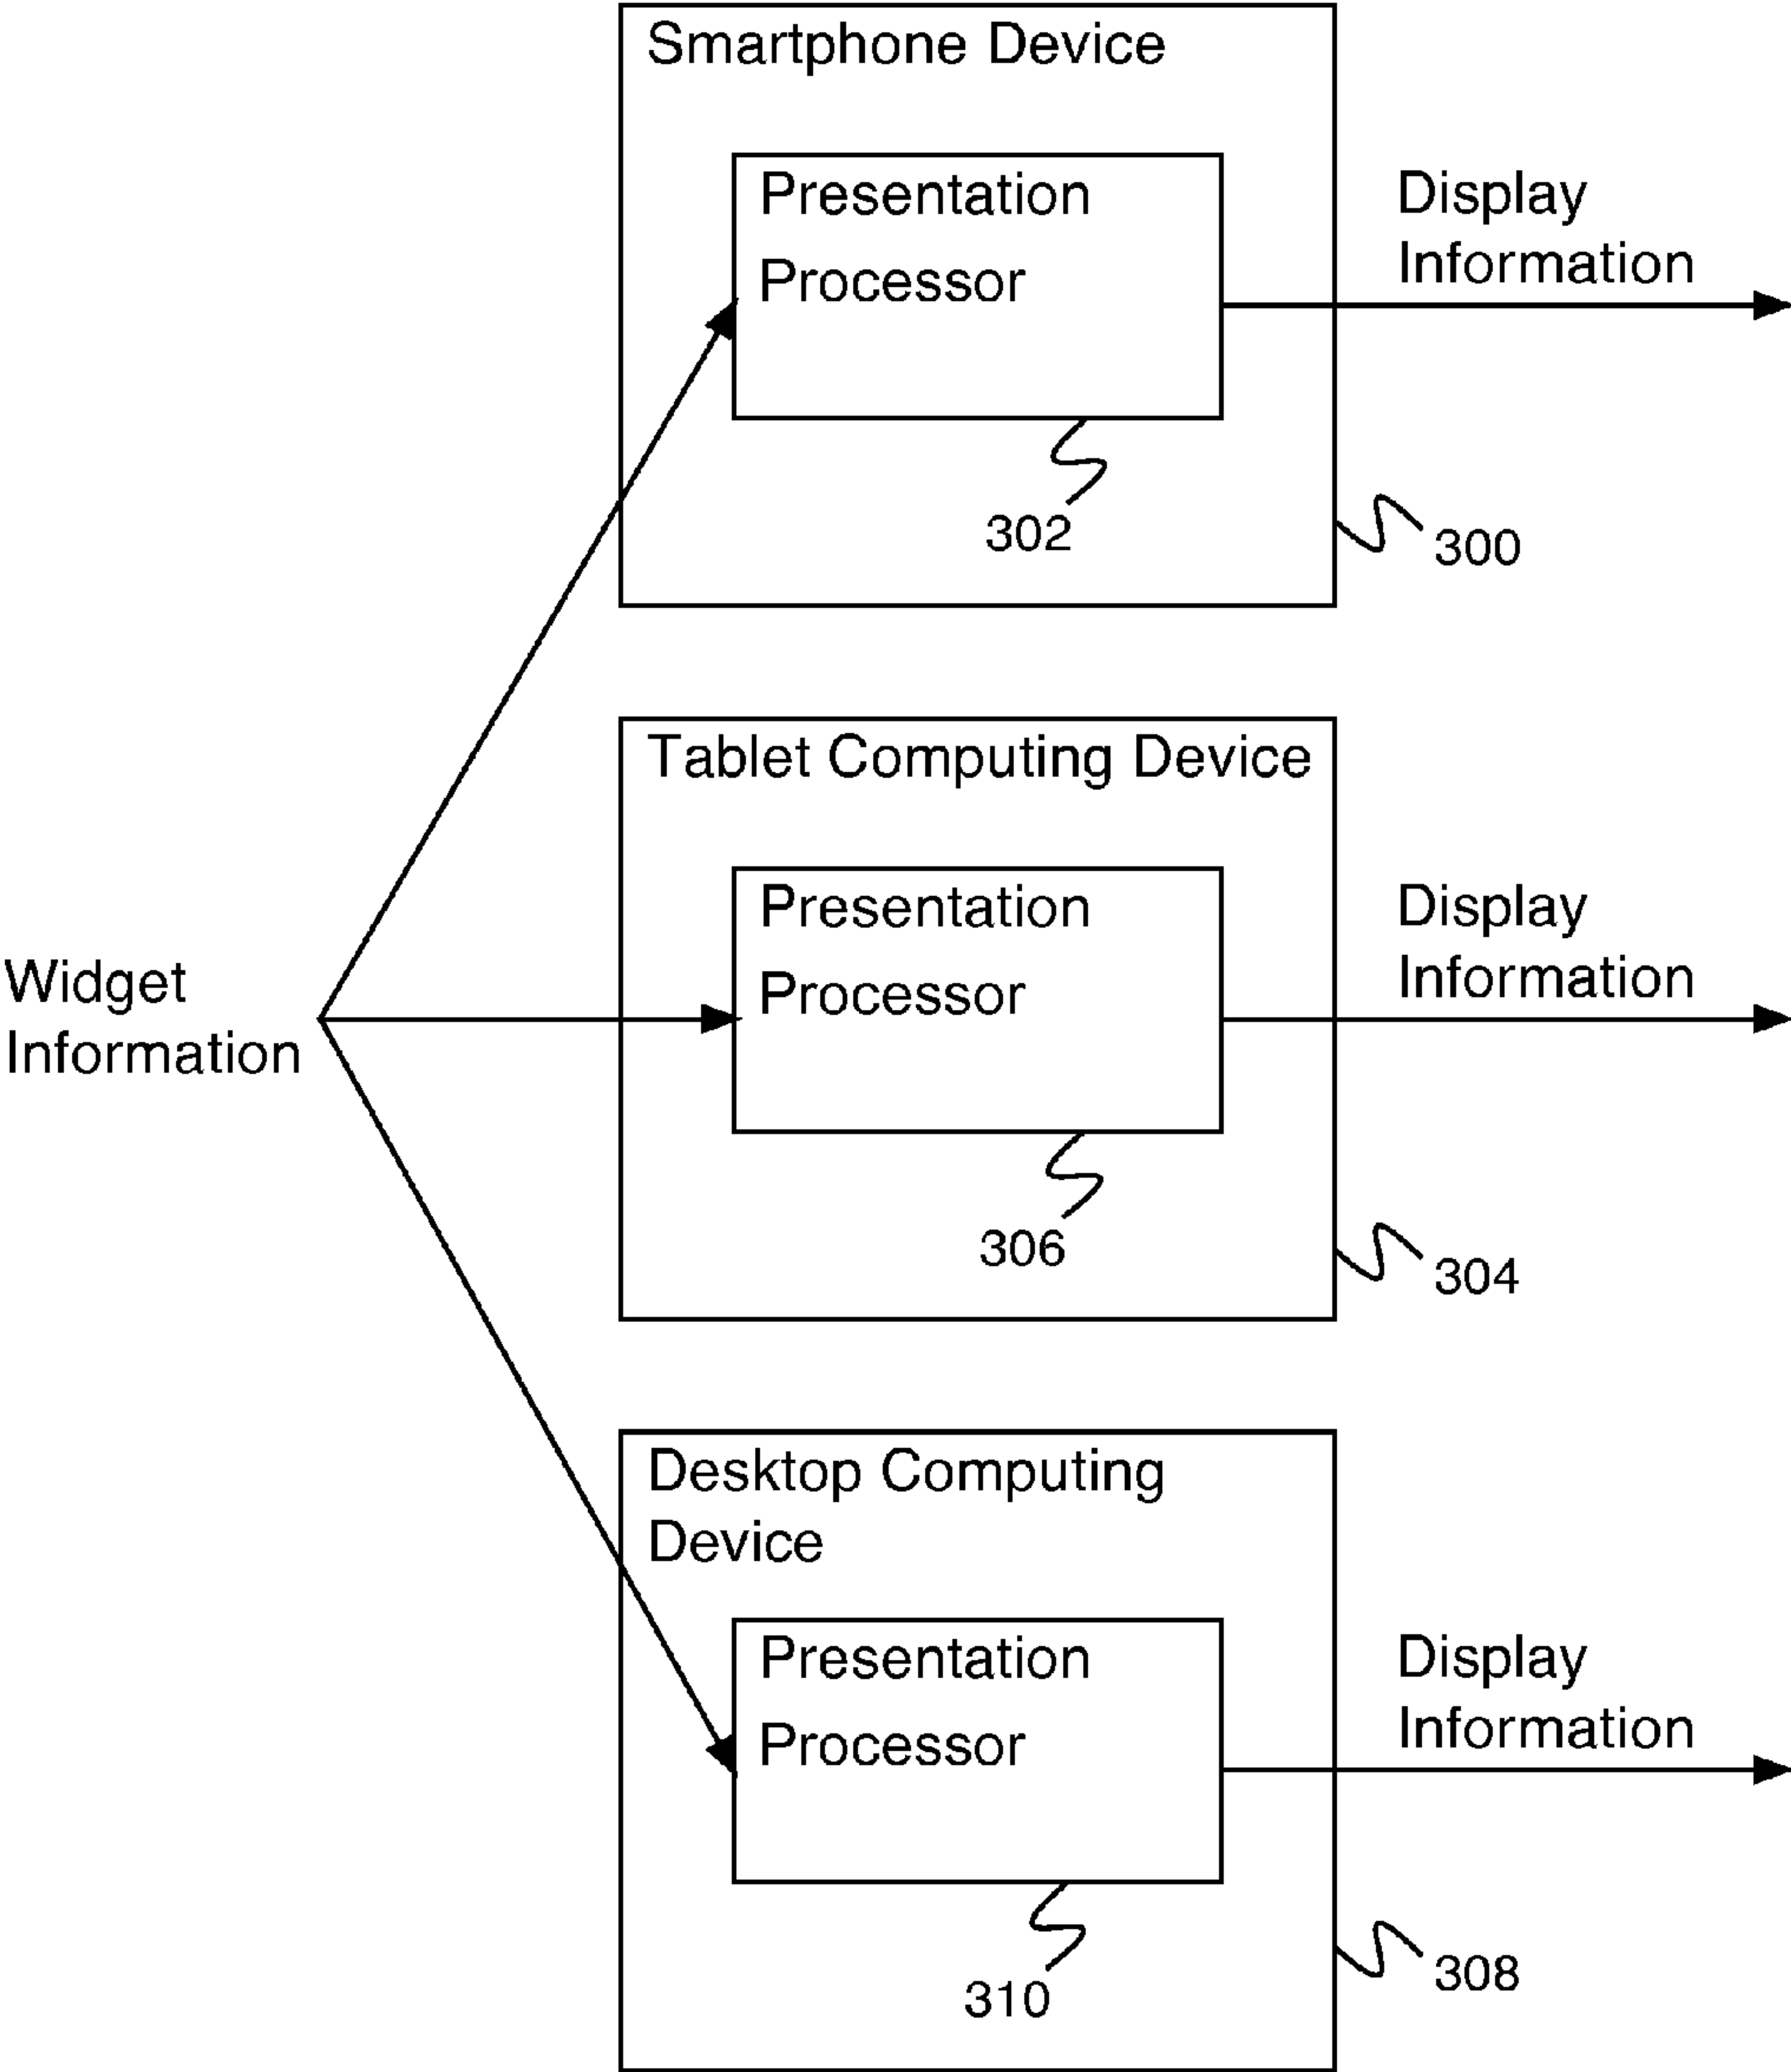 Smartphone Device
Presentation
Processor
Display
Information
302
300
Tablet Computing Device
Presentation
Processor
Display
Information
Widget
Information
306
304
Desktop Computing
Device
Presentation
Processor
Display
Information
310
308